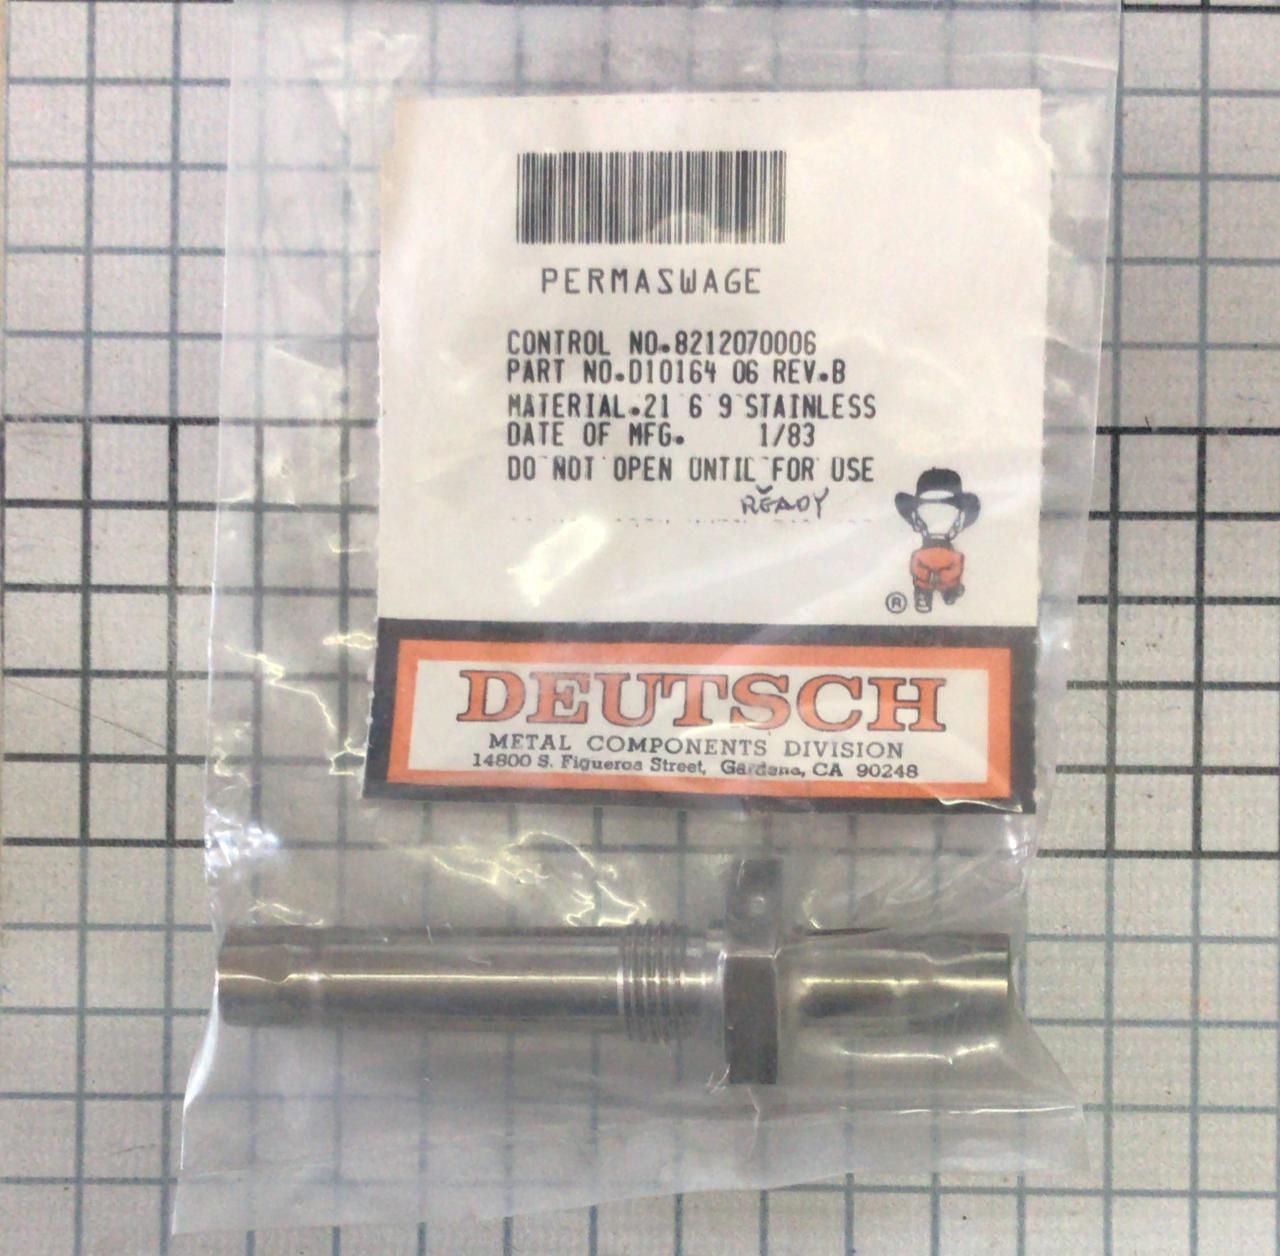 PERMASWAGE
CONTROL NO.8212070006
PART NO.D10164 06 REV.B
MATERIAL.21 6 9 STAINLESS
DATE OF MFG. 1/83
DO NOT OPEN UNTIL FOR USE
READY
®
DEUTSCH
METAL COMPONENTS DIVISION
14800 S. Figueroa Street, Gardena, CA 90248